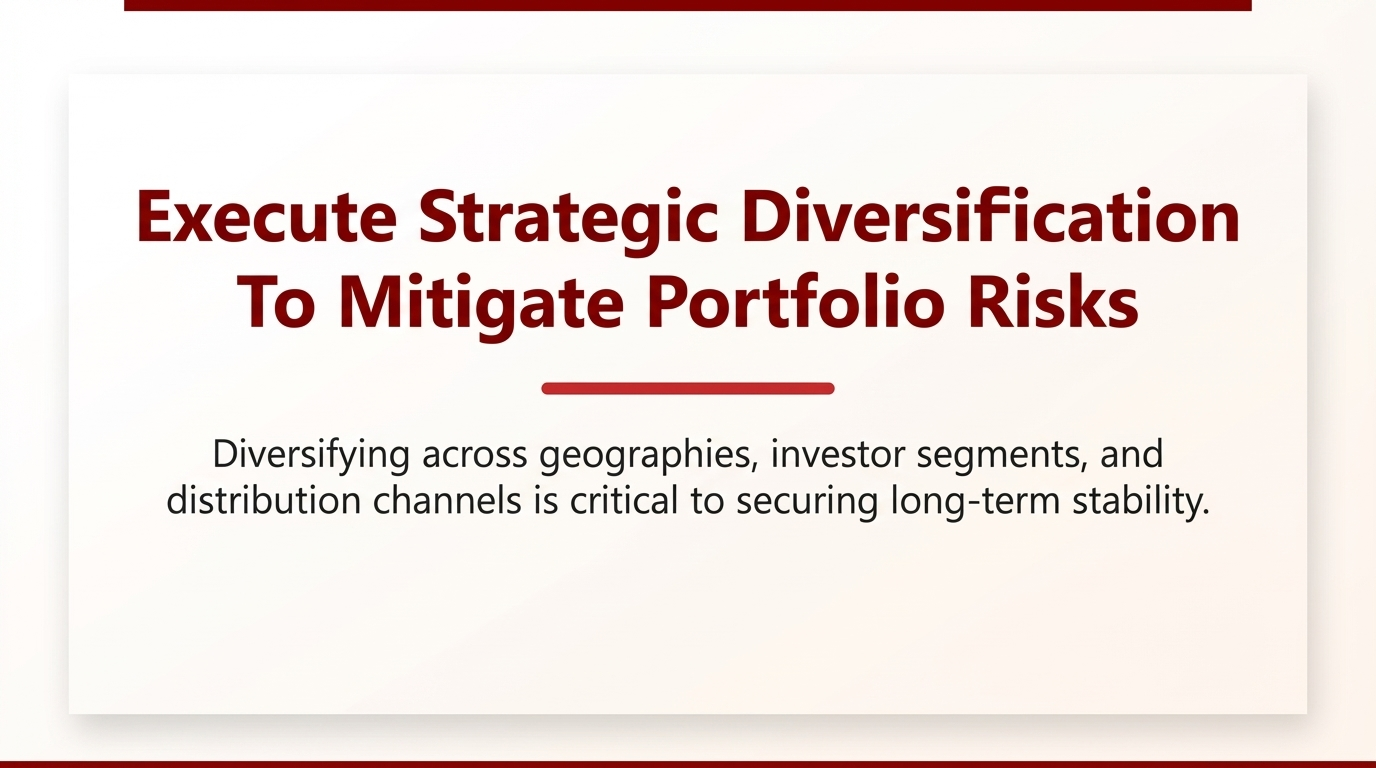 Execute Strategic Diversification
To Mitigate Portfolio Risks
Diversifying across geographies, investor segments, and
distribution channels is critical to securing long-term stability.